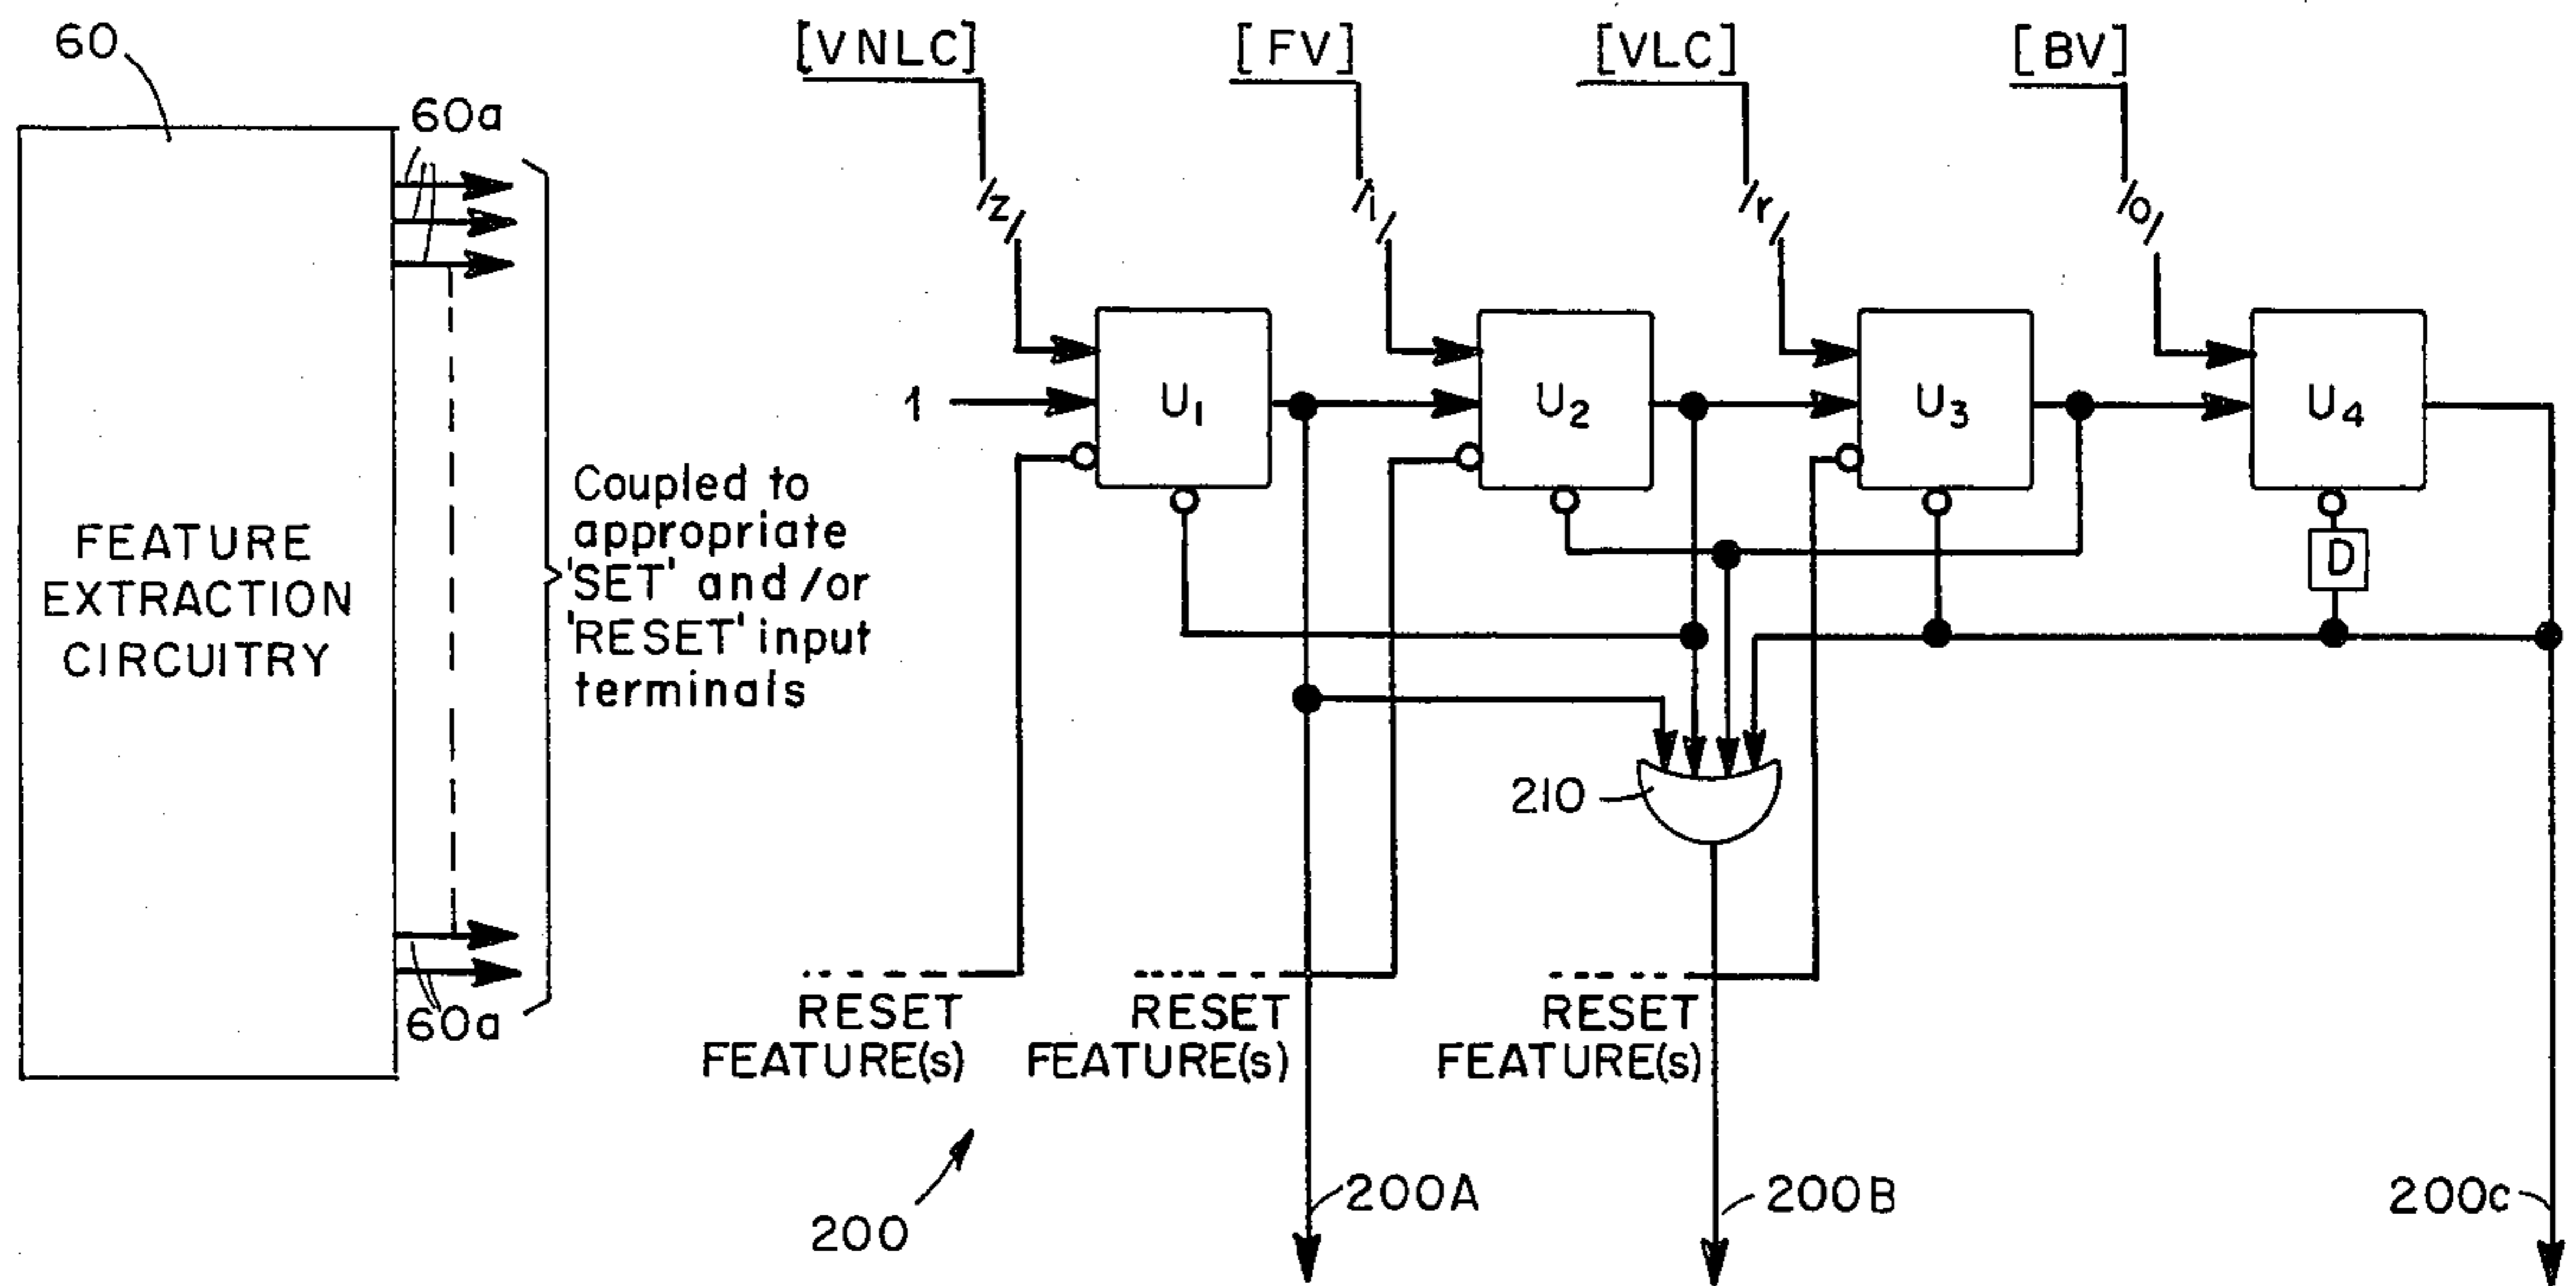 60
60a
FEATURE
EXTRACTION
CIRCUITRY
60a
Coupled to
appropriate
'SET' and/or
'RESET' input
terminals
[VNLC]
[FV]
[VLC]
[BV]
/z/
/i/
/r/
/o/
1
U1
U2
U3
U4
D
210
RESET
FEATURE(s)
RESET
FEATURE(s)
RESET
FEATURE(s)
200
200A
200B
200c